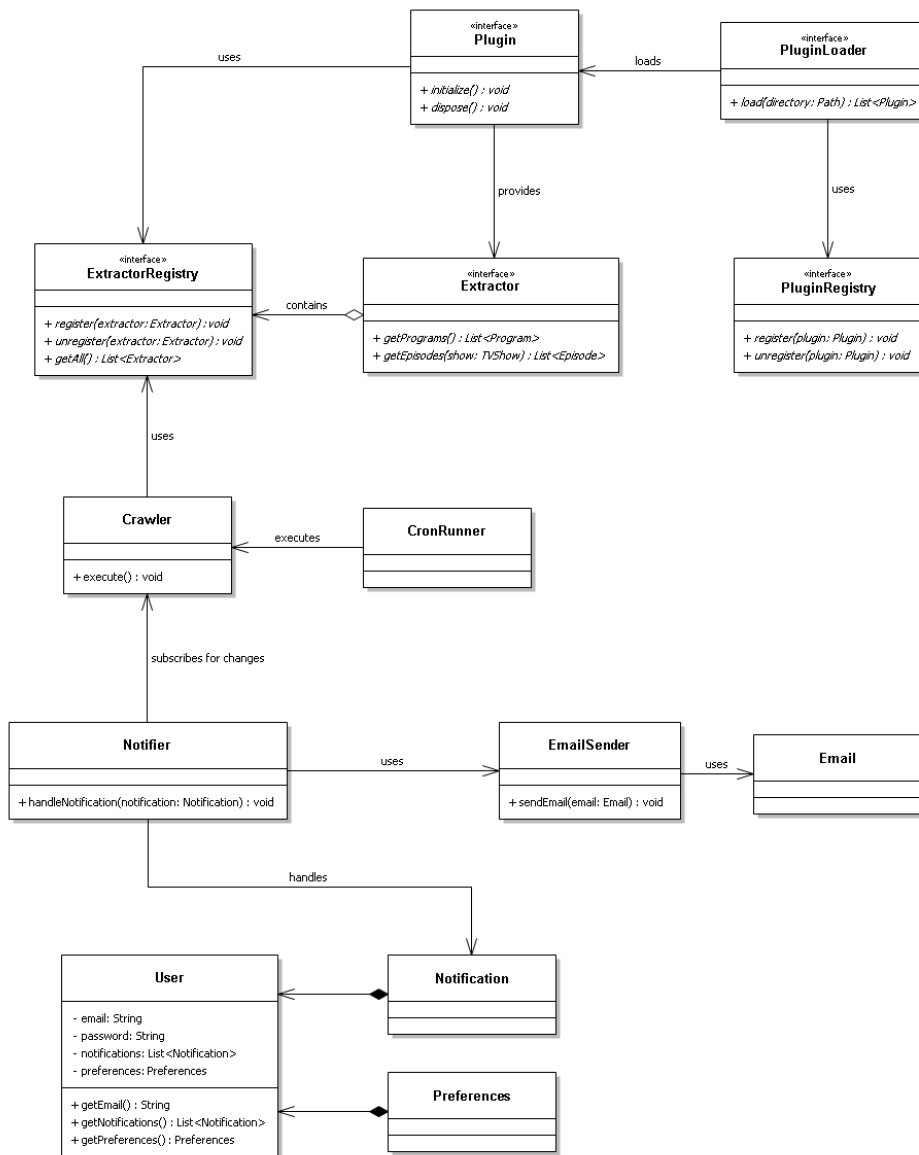 «interface»
Plugin
+ initialize() : void
+ dispose() : void
«interface»
PluginLoader
+ load(directory: Path) : List<Plugin>
uses
loads
provides
uses
«interface»
ExtractorRegistry
+ register(extractor: Extractor) : void
+ unregister(extractor: Extractor) : void
+ getAll() : List<Extractor>
contains
«interface»
Extractor
+ getPrograms() : List<Program>
+ getEpisodes(show: TVShow) : List<Episode>
«interface»
PluginRegistry
+ register(plugin: Plugin) : void
+ unregister(plugin: Plugin) : void
uses
Crawler
+ execute() : void
executes
CronRunner
subscribes for changes
Notifier
+ handleNotification(notification: Notification) : void
uses
EmailSender
+ sendEmail(email: Email) : void
uses
Email
handles
User
- email: String
- password: String
- notifications: List<Notification>
- preferences: Preferences
+ getEmail() : String
+ getNotifications() : List<Notification>
+ getPreferences() : Preferences
Notification
Preferences